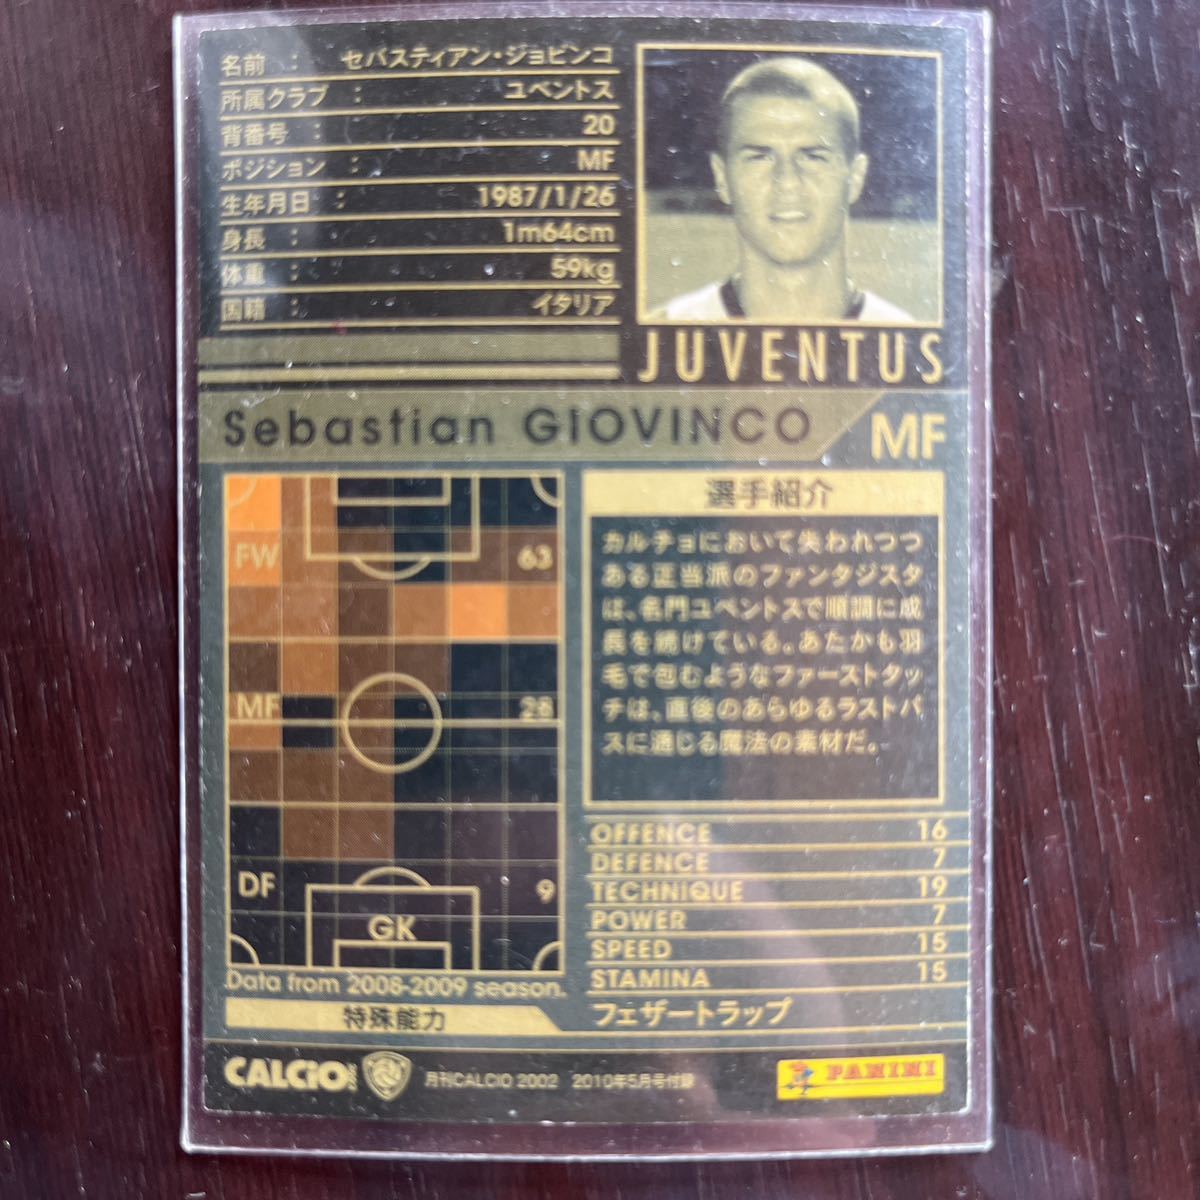 名前 : セバスティアン・ジョビンコ
所属クラブ : ユベントス
背番号 : 20
ポジション : MF
生年月日 : 1987/1/26
身長 : 1m64cm
体重 : 59kg
国籍 : イタリア
JUVENTUS
Sebastian GIOVINCO MF
FW 63
MF 28
DF 9
GK
Data from 2008-2009 season.
選手紹介
カルチョにおいて失われつつ
ある正当派のファンタジスタ
は、名門ユベントスで順調に成
長を続けている。あたかも羽
毛で包むようなファーストタッ
チは、直後のあらゆるラストパ
スに通じる魔法の素材だ。
OFFENCE 16
DEFENCE 7
TECHNIQUE 19
POWER 7
SPEED 15
STAMINA 15
特殊能力 フェザートラップ
CALCiO 2002
月刊CALCIO 2002 2010年5月号付録
PANINI